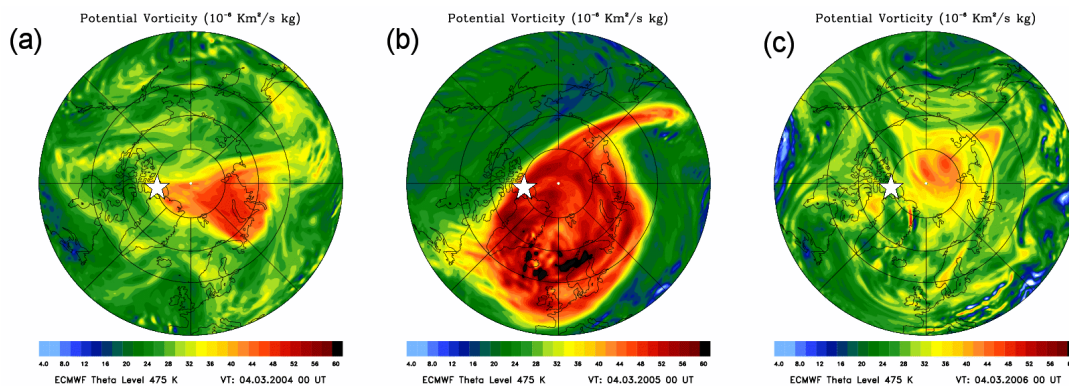 (a)
Potential Vorticity (10⁻⁶ Km²/s kg)
4.0 8.0 12 16 20 24 28 32 36 40 44 48 52 56 60
ECMWF Theta Level 475 K VT: 04.03.2004 00 UT
(b)
Potential Vorticity (10⁻⁶ Km²/s kg)
4.0 8.0 12 16 20 24 28 32 36 40 44 48 52 56 60
ECMWF Theta Level 475 K VT: 04.03.2005 00 UT
(c)
Potential Vorticity (10⁻⁶ Km²/s kg)
4.0 8.0 12 16 20 24 28 32 36 40 44 48 52 56 60
ECMWF Theta Level 475 K VT: 04.03.2006 00 UT